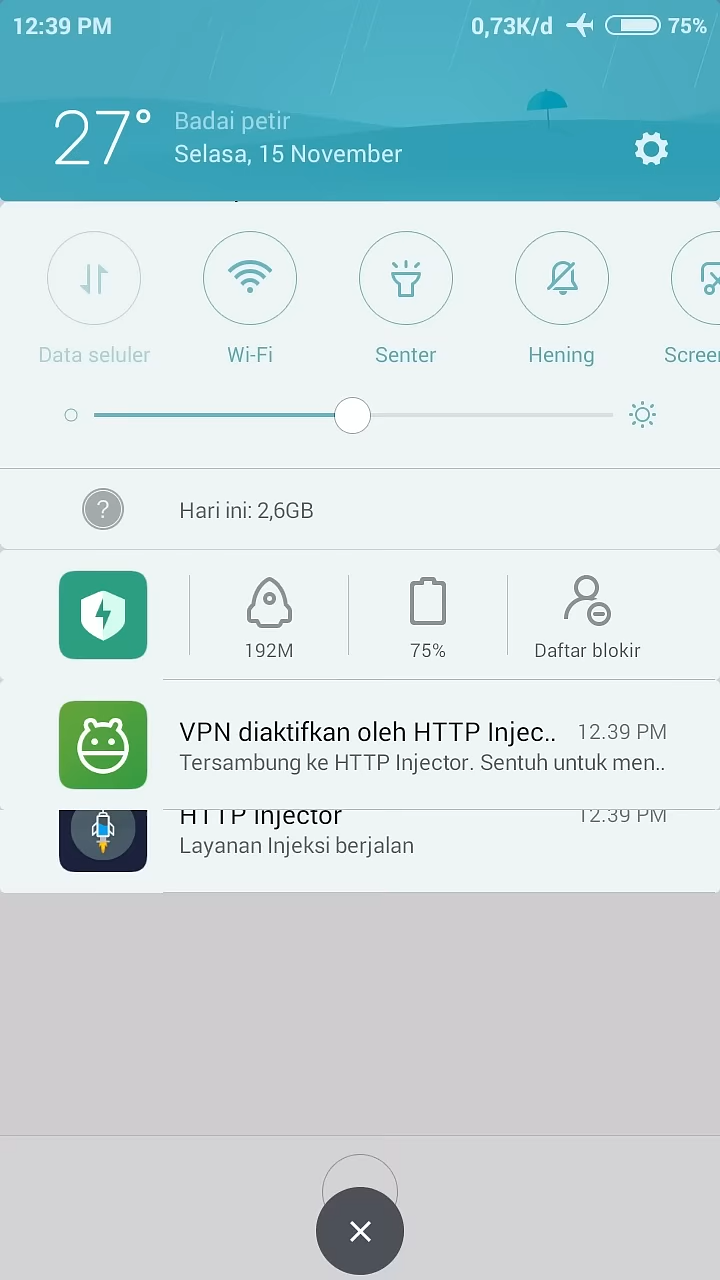 12:39 PM
0,73K/d
75%
27°
Badai petir
Selasa, 15 November
Data seluler
Wi-Fi
Senter
Hening
Screen
?
Hari ini: 2,6GB
192M
75%
Daftar blokir
VPN diaktifkan oleh HTTP Injec..
12.39 PM
Tersambung ke HTTP Injector. Sentuh untuk men..
HTTP Injector
12.39 PM
Layanan Injeksi berjalan